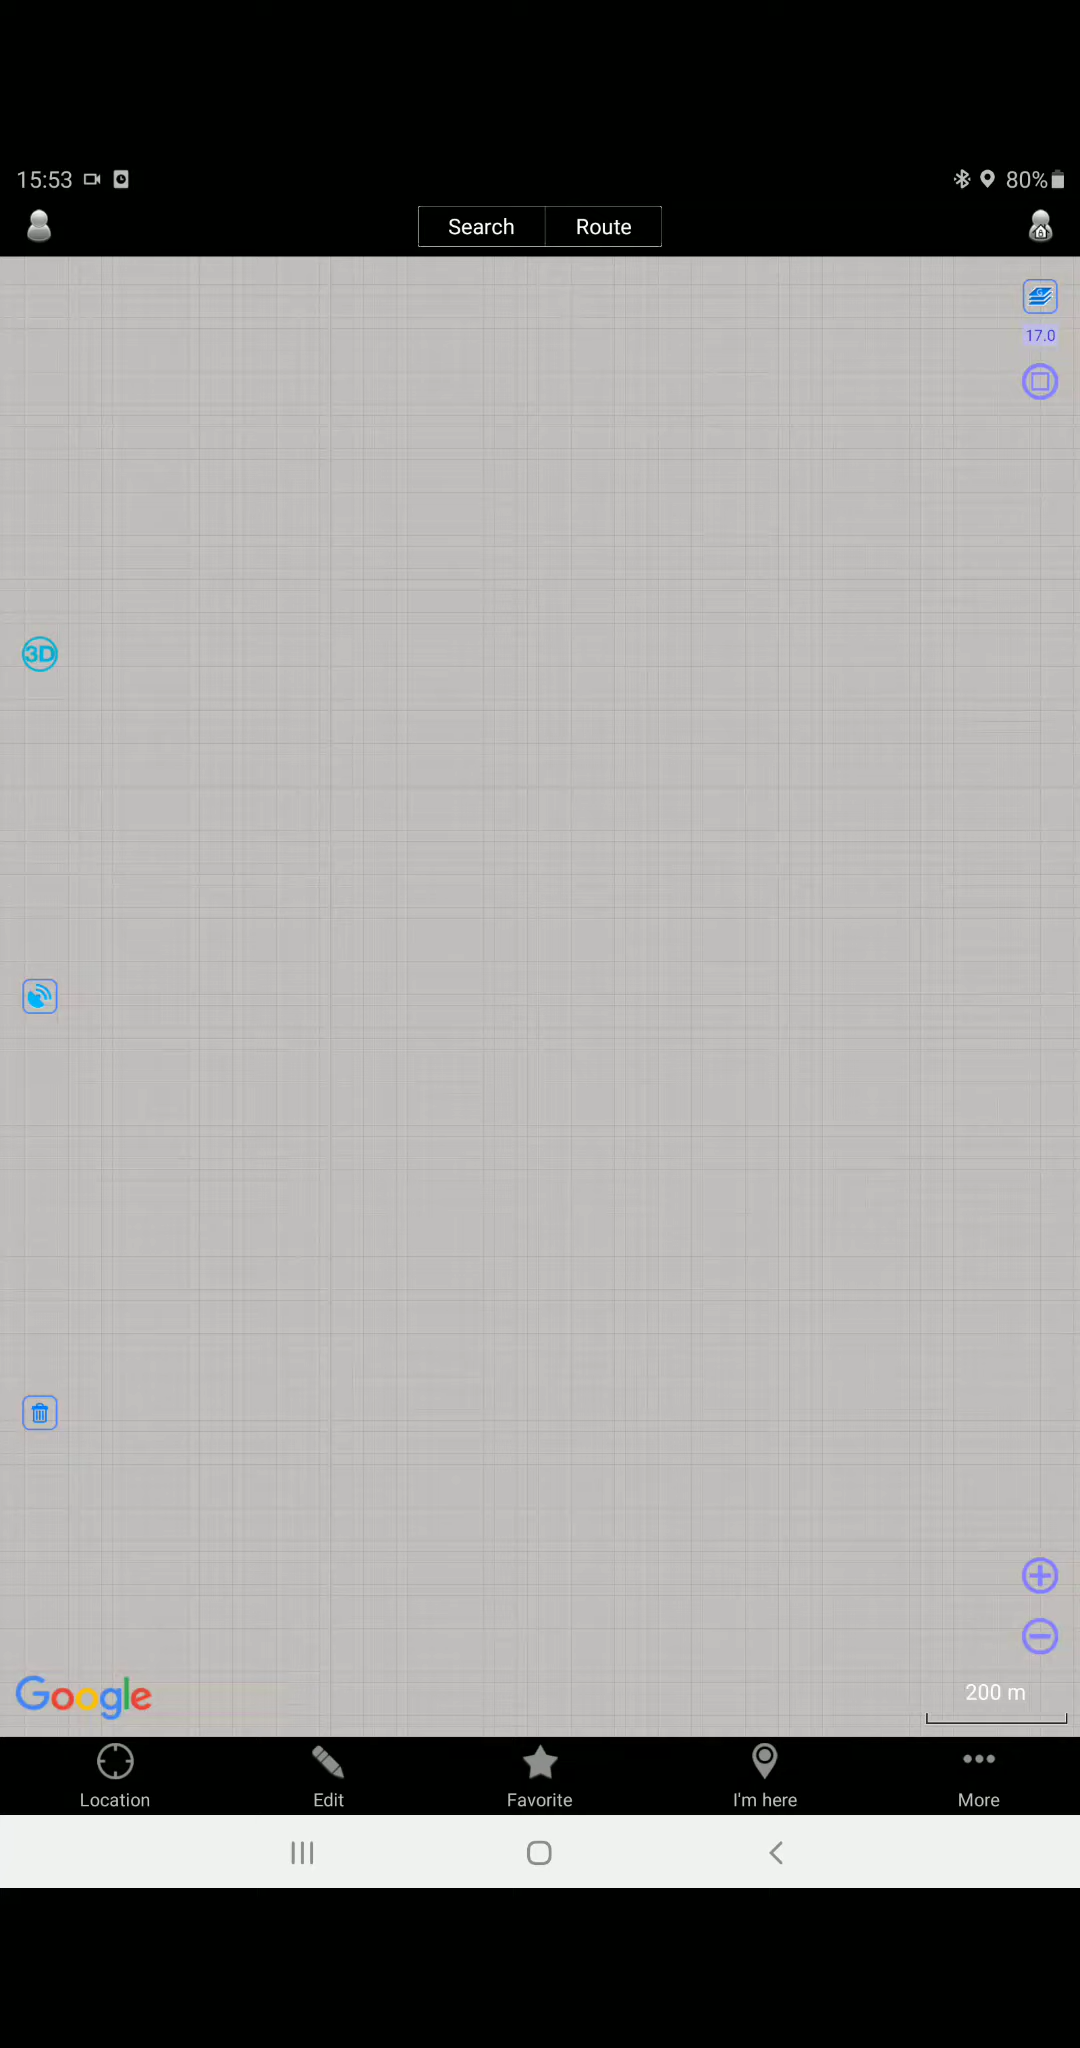 15:53
80%
Search
Route
17.0
3D
Google
200 m
Location
Edit
Favorite
I'm here
More